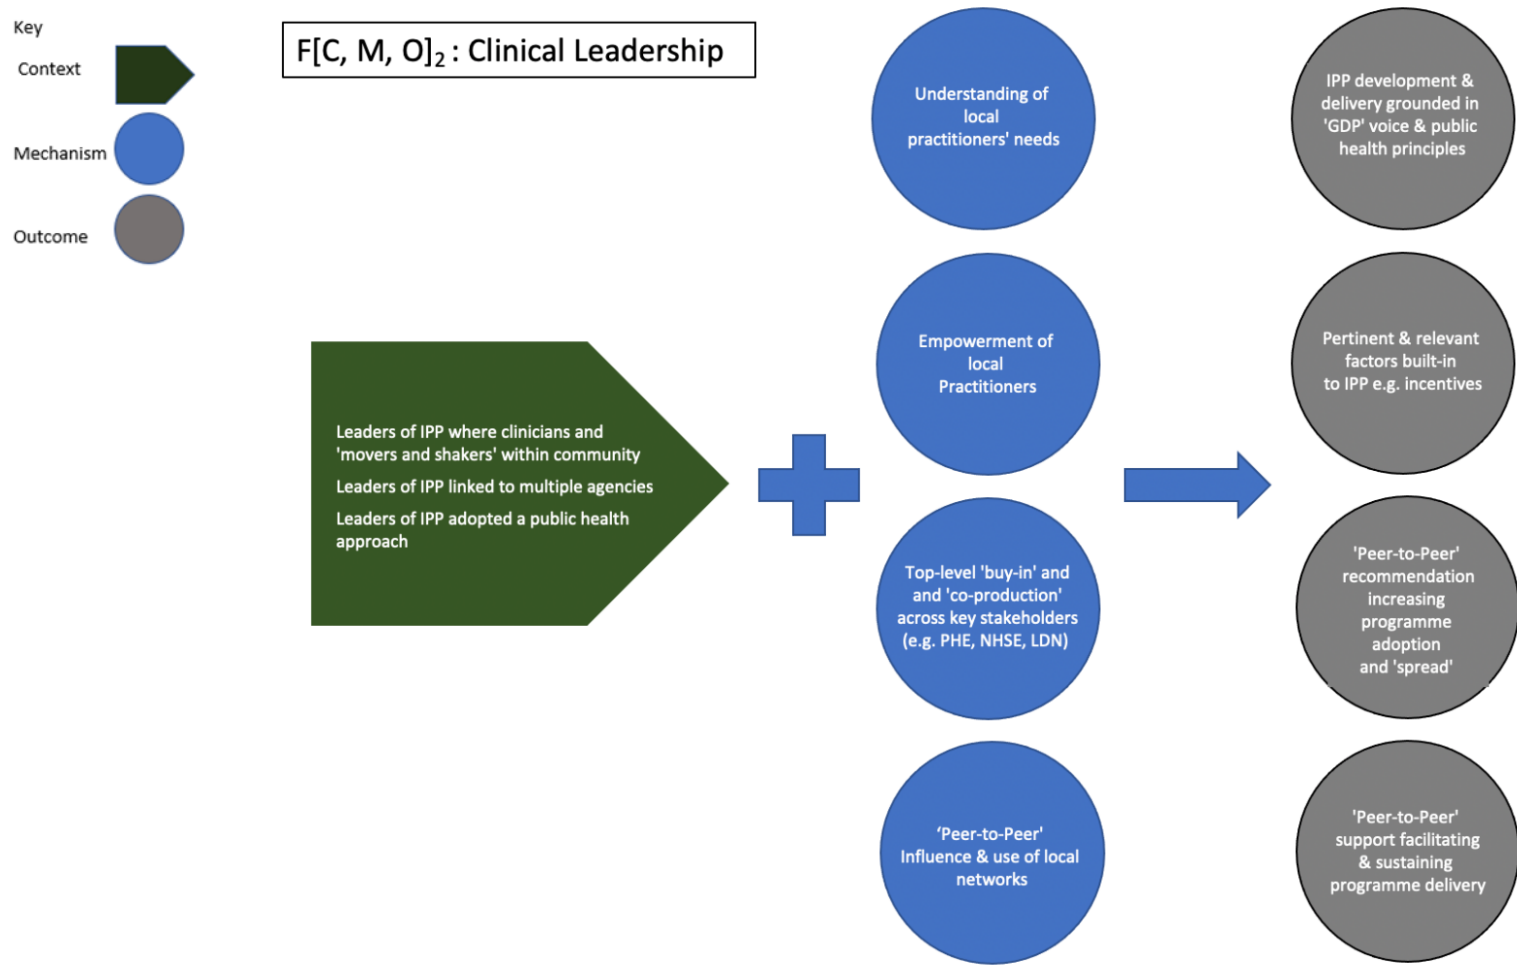 Key
Context
Mechanism
Outcome
F[C, M, O]₂ : Clinical Leadership
Leaders of IPP where clinicians and
'movers and shakers' within community
Leaders of IPP linked to multiple agencies
Leaders of IPP adopted a public health
approach
Understanding of
local
practitioners' needs
Empowerment of
local
Practitioners
Top-level 'buy-in' and
and 'co-production'
across key stakeholders
(e.g. PHE, NHSE, LDN)
‘Peer-to-Peer'
Influence & use of local
networks
IPP development &
delivery grounded in
'GDP' voice & public
health principles
Pertinent & relevant
factors built-in
to IPP e.g. incentives
'Peer-to-Peer'
recommendation
increasing
programme
adoption
and 'spread'
'Peer-to-Peer'
support facilitating
& sustaining
programme delivery